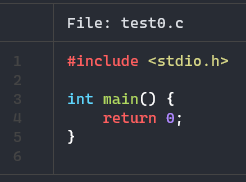 File: test0.c
1 #include <stdio.h>
2
3 int main() {
4     return 0;
5 }
6